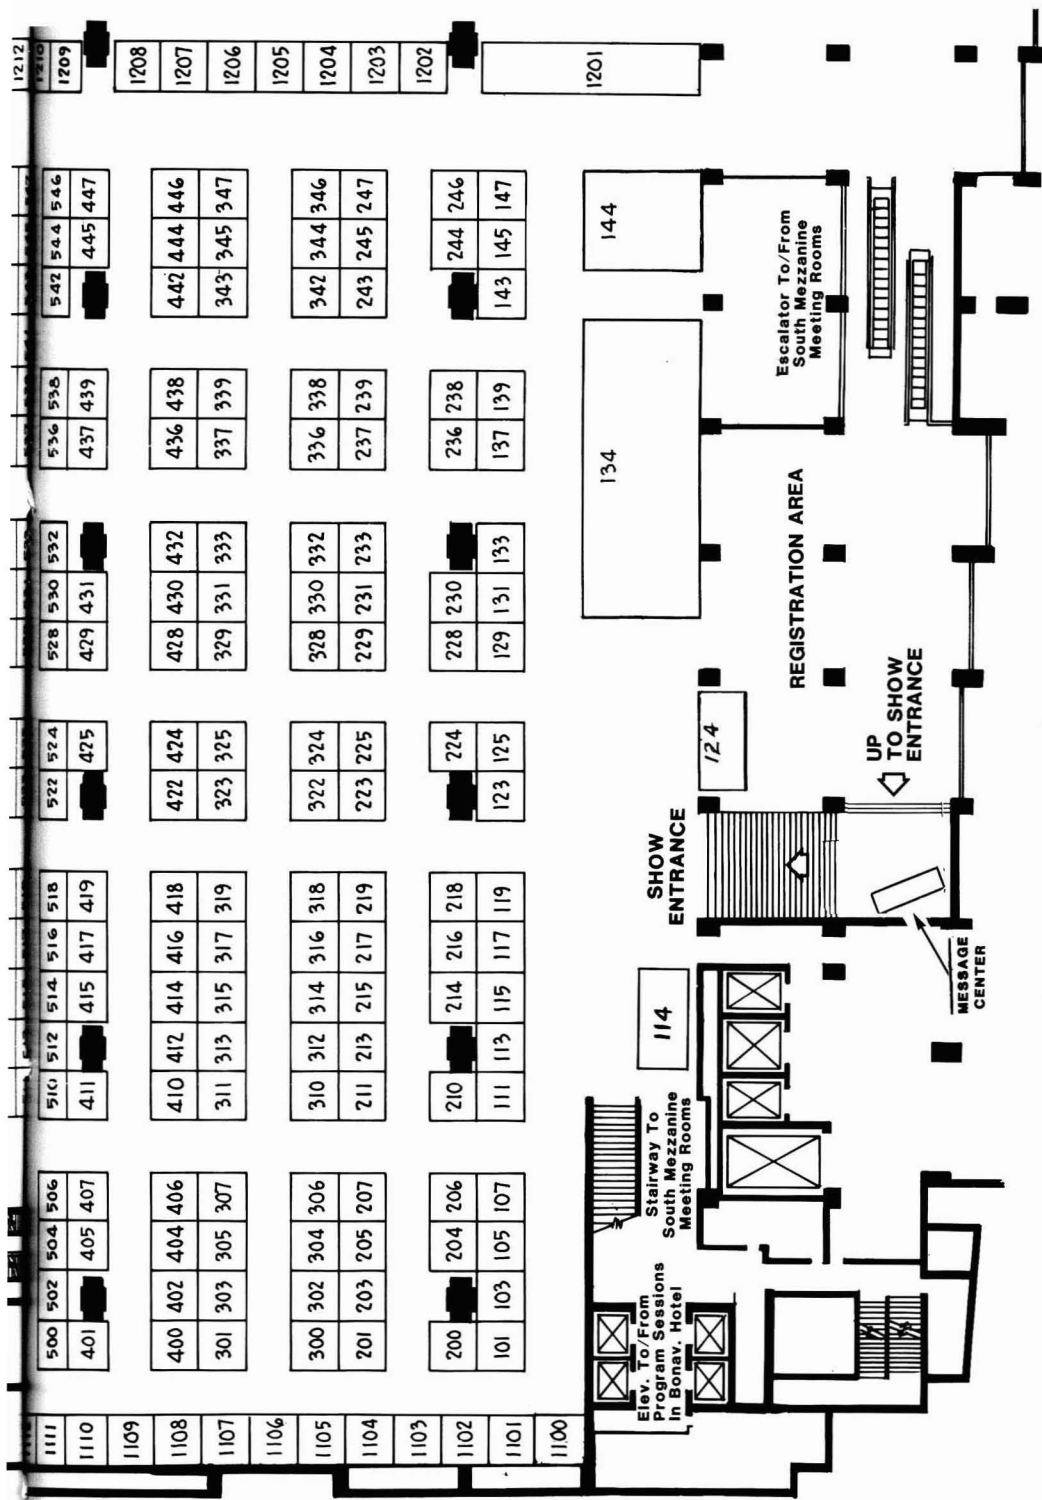 1212
1210
1111 500 502 504 506 510 512 514 516 518 522 524 528 530 532 536 538 542 544 546 1209
1110 401 405 407 411 415 417 419 425 429 431 437 439 445 447
1109 1208
1108 400 402 404 406 410 412 414 416 418 422 424 428 430 432 436 438 442 444 446 1207
1107 301 303 305 307 311 313 315 317 319 323 325 329 331 333 337 339 343 345 347 1206
1106 1205
1105 300 302 304 306 310 312 314 316 318 322 324 328 330 332 336 338 342 344 346 1204
1104 201 203 205 207 211 213 215 217 219 223 225 229 231 233 237 239 243 245 247 1203
1103 1202
1102 200 204 206 210 214 216 218 224 228 230 236 238 244 246
1101 101 103 105 107 111 113 115 117 119 123 125 129 131 133 137 139 143 145 147
1100 1201
134 144
114
124
Elev. To/From
Program Sessions
In Bonav. Hotel
Stairway To
South Mezzanine
Meeting Rooms
SHOW
ENTRANCE
REGISTRATION AREA
Escalator To/From
South Mezzanine
Meeting Rooms
UP
TO SHOW
ENTRANCE
MESSAGE
CENTER